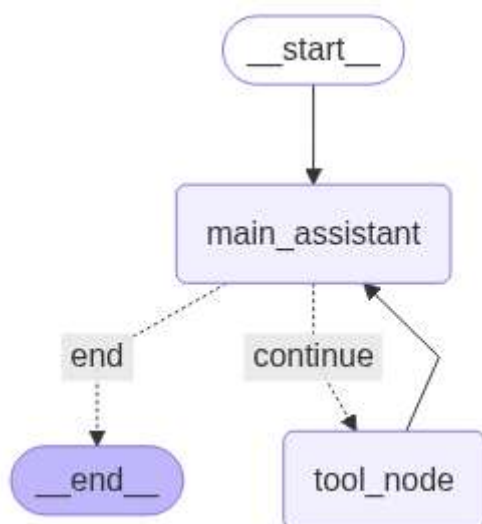 __start__
main_assistant
end
continue
__end__
tool_node